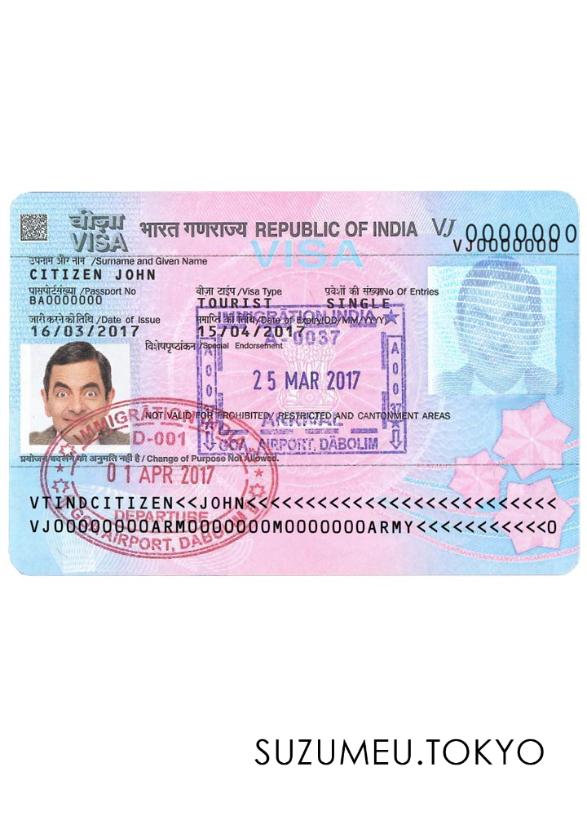 वीज़ा
VISA
भारत गणराज्य REPUBLIC OF INDIA
VJ 0000000
VJ0000000
VISA
उपनाम और नाम /Surname and Given Name
CITIZEN JOHN
पासपोर्टसंख्या /Passport No
वीज़ा टाईप /Visa Type
प्रवेशों की संख्या/No Of Entries
BA0000000
TOURIST
SINGLE
जारी करने की तिथि /Date of Issue
समाप्ति की तिथि/Date of Expiry(DD/MM/YYYY)
16/03/2017
15/04/2017
विशेषपृष्ठांकन /Special Endorsement
IMMIGRATION, INDIA
A-0037
25 MAR 2017
ARRIVAL
GOA, AIRPORT, DABOLIM
NOT VALID FOR PROHIBITED/ RESTRICTED AND CANTONMENT AREAS
IMMIGRATION
D-001
01 APR 2017
DEPARTURE
GOA AIRPORT, DABOLIM
प्रयोजन बदलने की अनुमति नहीं है / Change of Purpose Not Allowed.
VTINDCITIZEN<<JOHN<<<<<<<<<<<<<<<<<<<<<<<<<<
VJ00000000ARM0000000M0000000ARMY<<<<<<<<<<<0
SUZUMEU.TOKYO